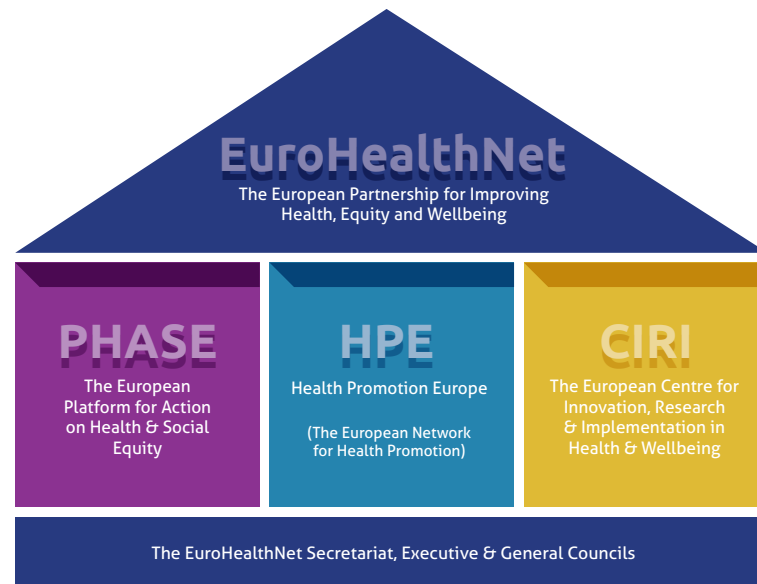 EuroHealthNet
The European Partnership for Improving
Health, Equity and Wellbeing
PHASE
The European
Platform for Action
on Health & Social
Equity
HPE
Health Promotion Europe
(The European Network
for Health Promotion)
CIRI
The European Centre for
Innovation, Research
& Implementation in
Health & Wellbeing
The EuroHealthNet Secretariat, Executive & General Councils